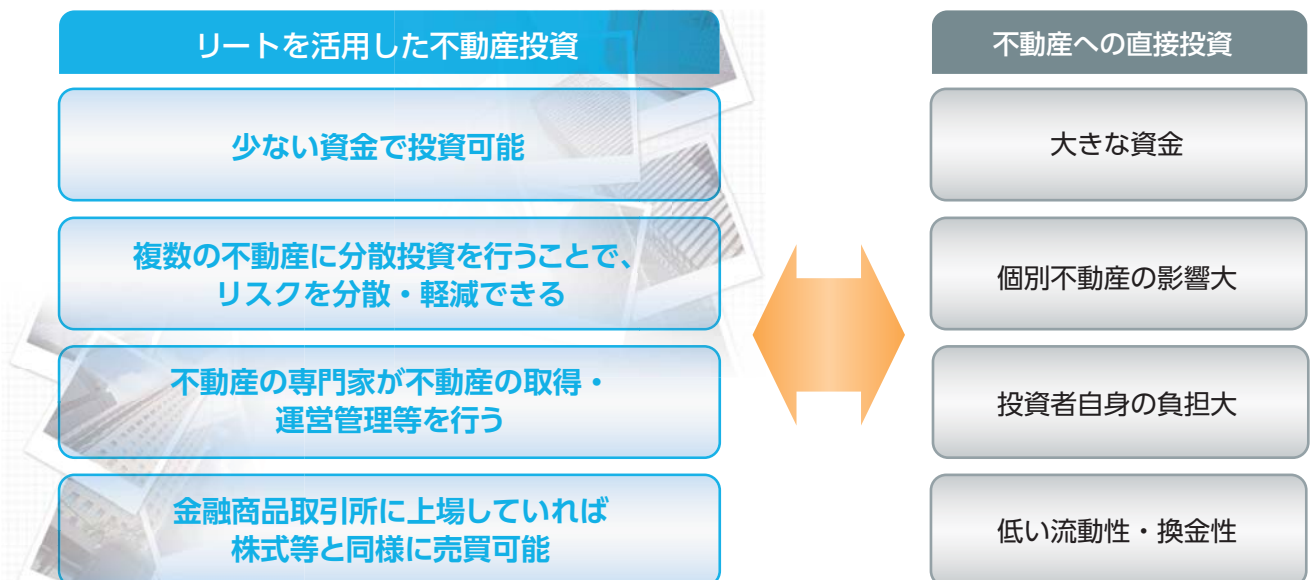 リートを活用した不動産投資
少ない資金で投資可能
複数の不動産に分散投資を行うことで、
リスクを分散・軽減できる
不動産の専門家が不動産の取得・
運営管理等を行う
金融商品取引所に上場していれば
株式等と同様に売買可能
不動産への直接投資
大きな資金
個別不動産の影響大
投資者自身の負担大
低い流動性・換金性